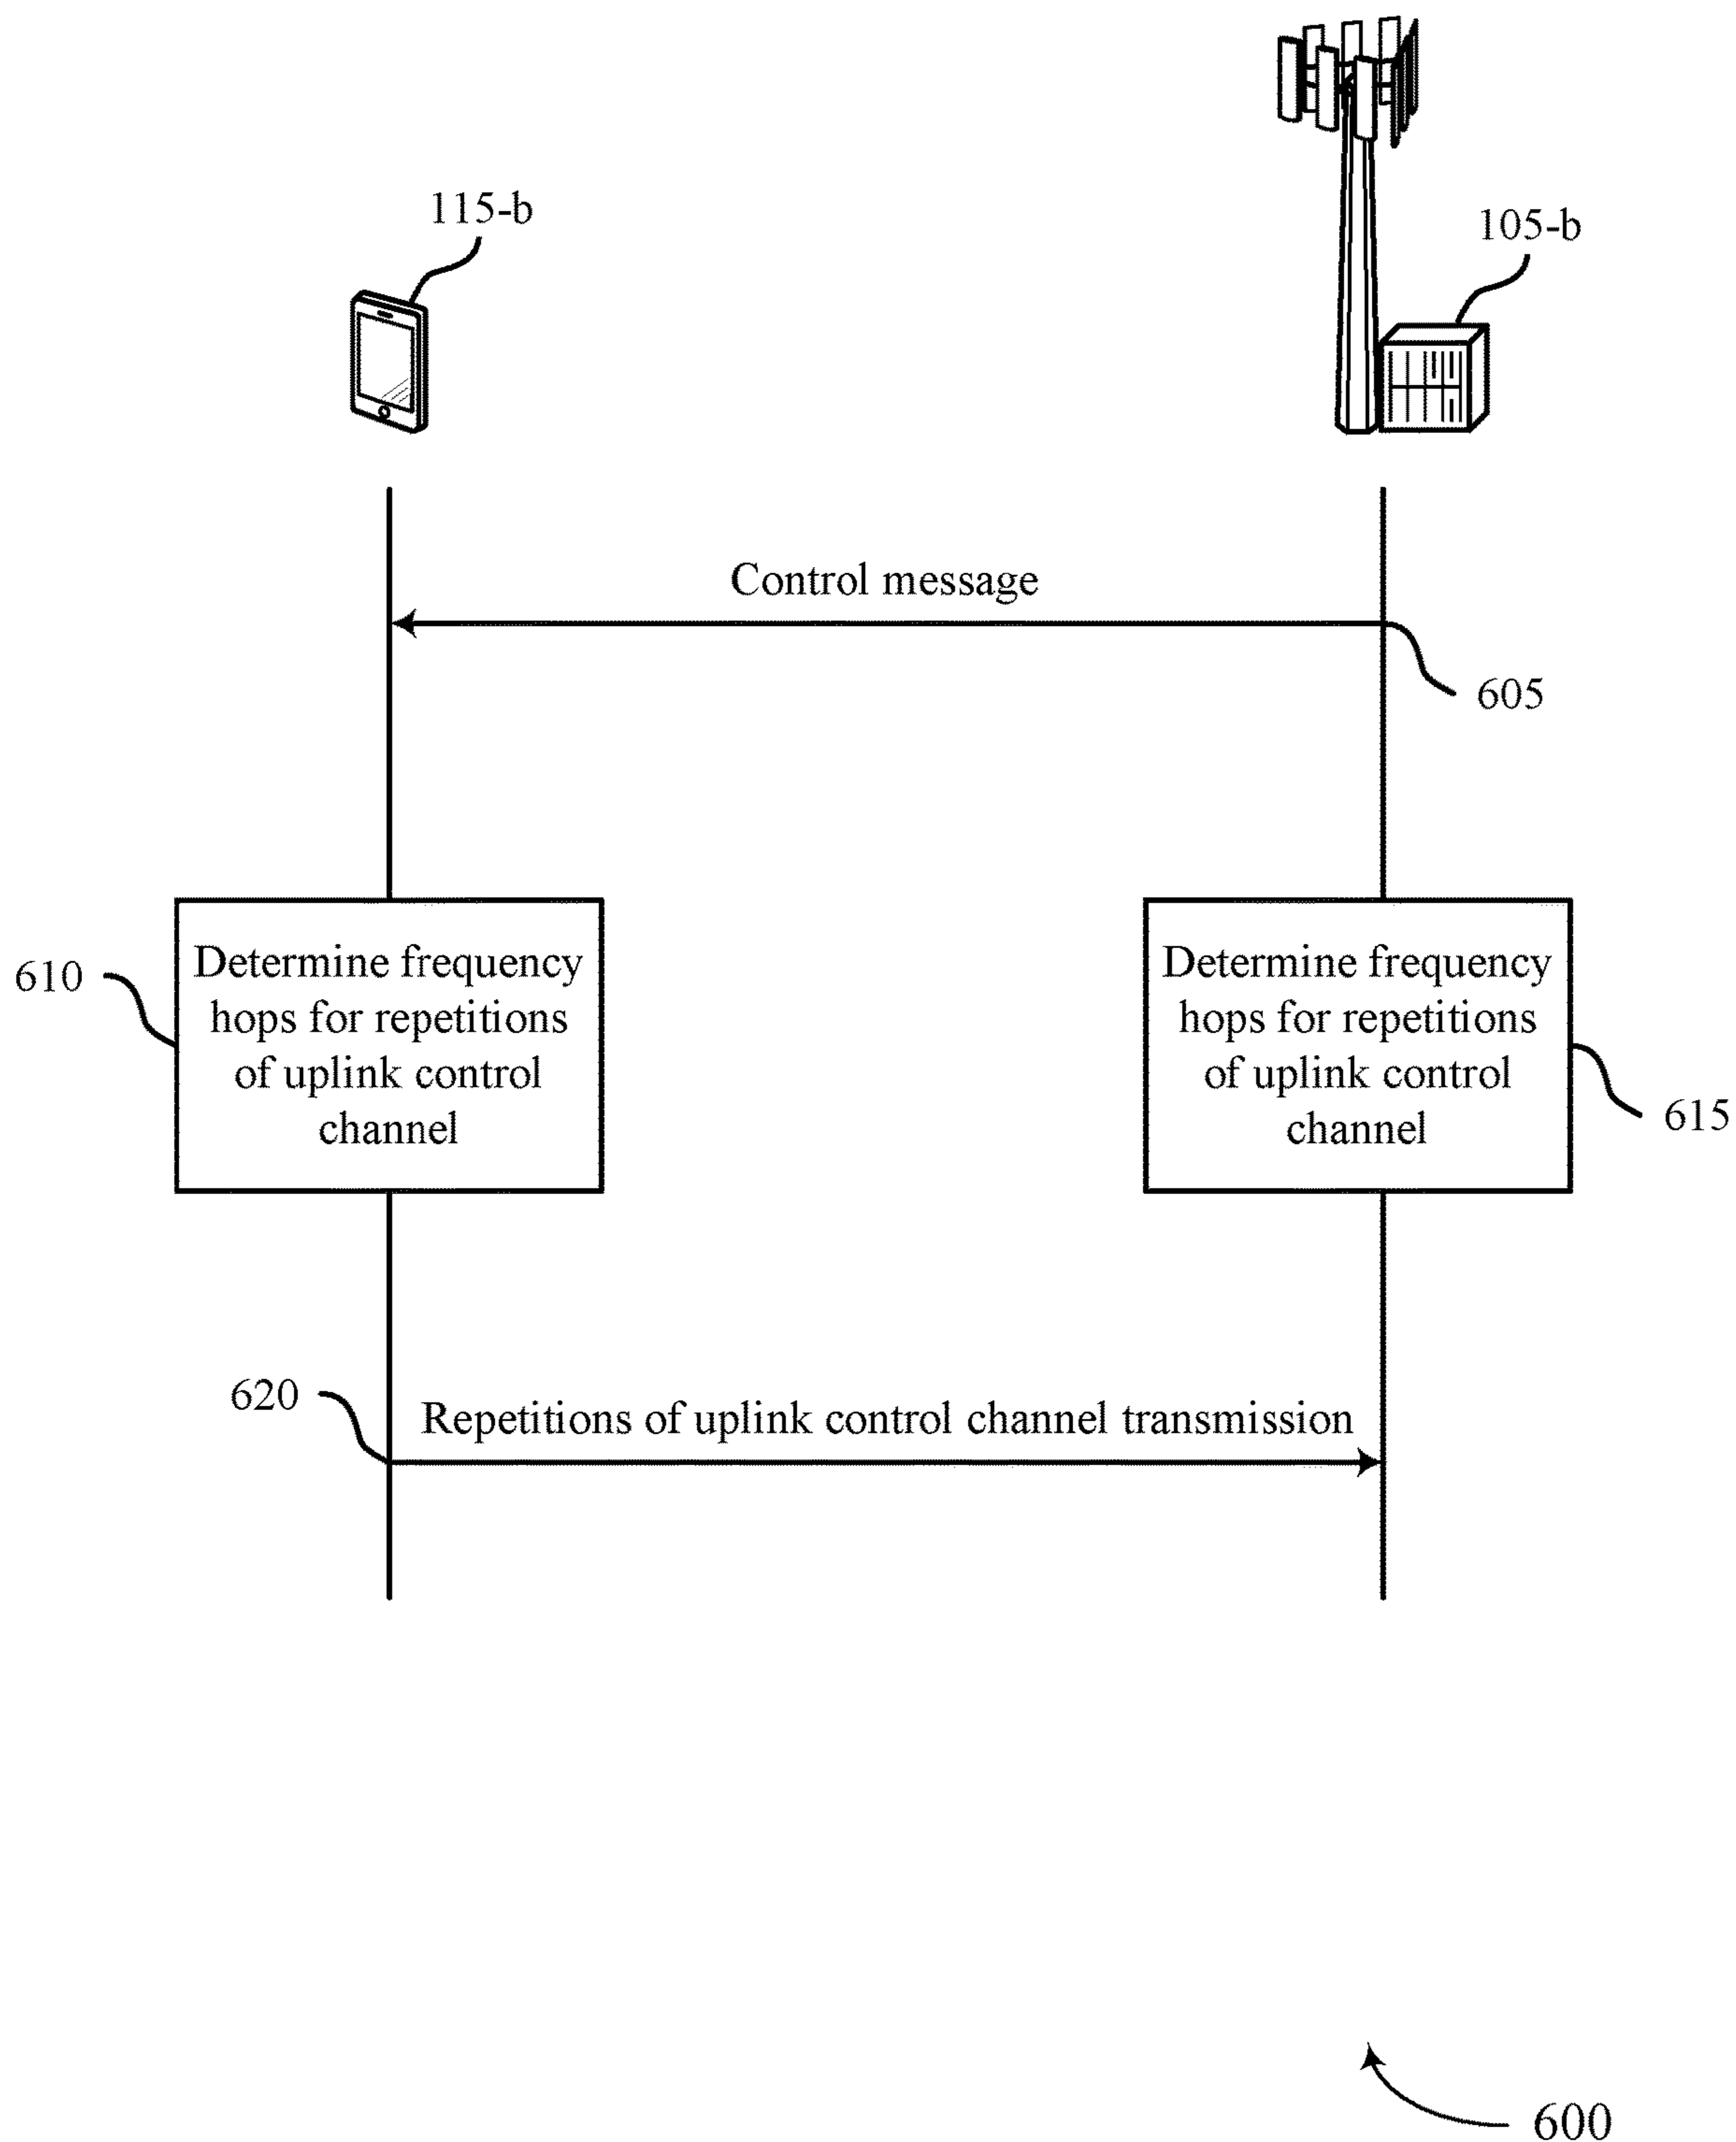 115-b
105-b
Control message
605
610
Determine frequency
hops for repetitions
of uplink control
channel
Determine frequency
hops for repetitions
of uplink control
channel
615
620
Repetitions of uplink control channel transmission
600